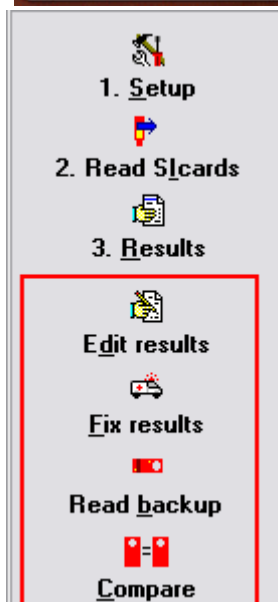 1. Setup
2. Read SIcards
3. Results
Edit results
Fix results
Read backup
Compare